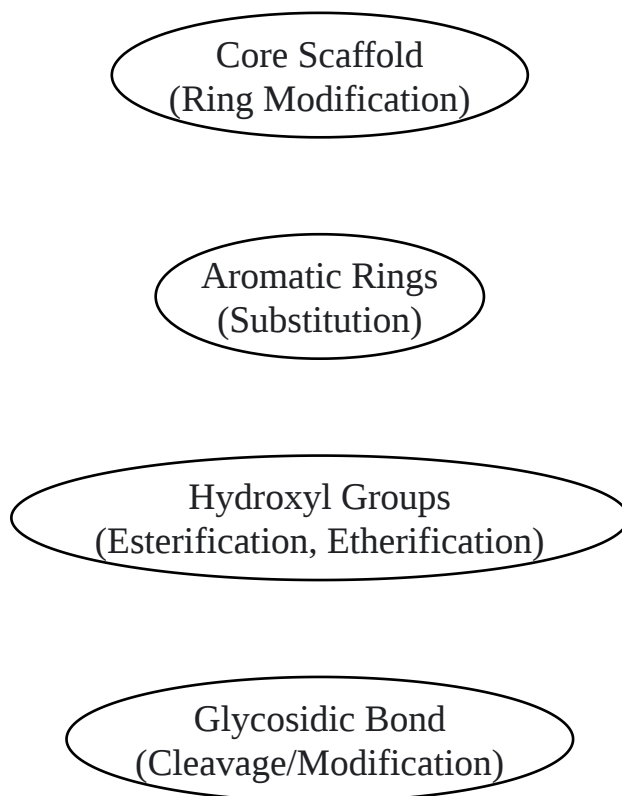 Core Scaffold
(Ring Modification)
Aromatic Rings
(Substitution)
Hydroxyl Groups
(Esterification, Etherification)
Glycosidic Bond
(Cleavage/Modification)